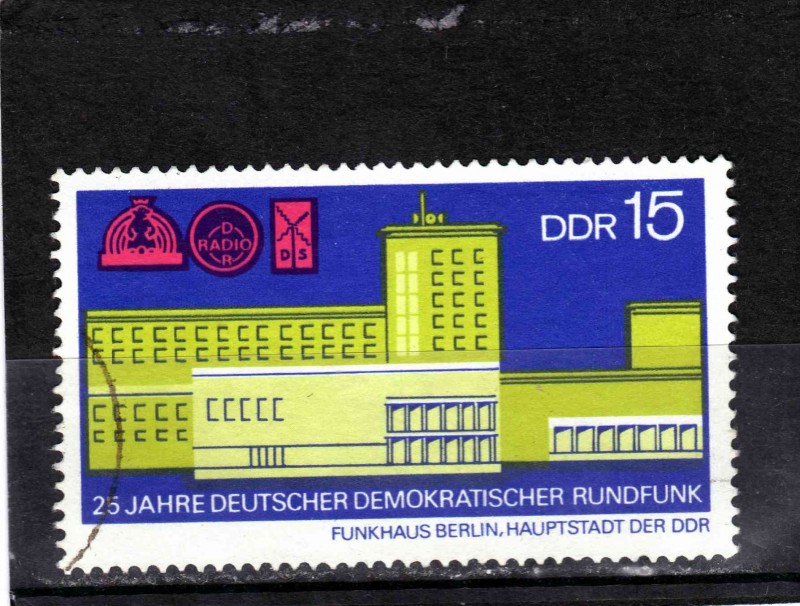 DDR 15
D
RADIO
R
D S
25 JAHRE DEUTSCHER DEMOKRATISCHER RUNDFUNK
FUNKHAUS BERLIN, HAUPTSTADT DER DDR